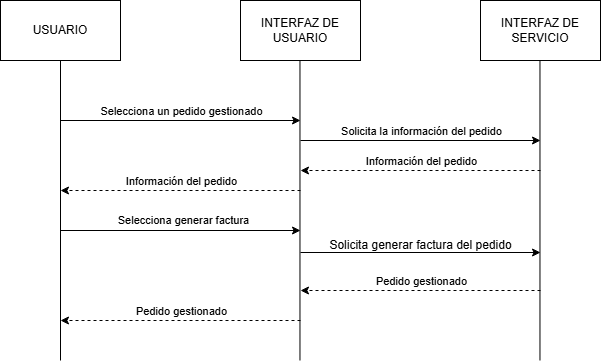 USUARIO
INTERFAZ DE
USUARIO
INTERFAZ DE
SERVICIO
Selecciona un pedido gestionado
Solicita la información del pedido
Información del pedido
Información del pedido
Selecciona generar factura
Solicita generar factura del pedido
Pedido gestionado
Pedido gestionado